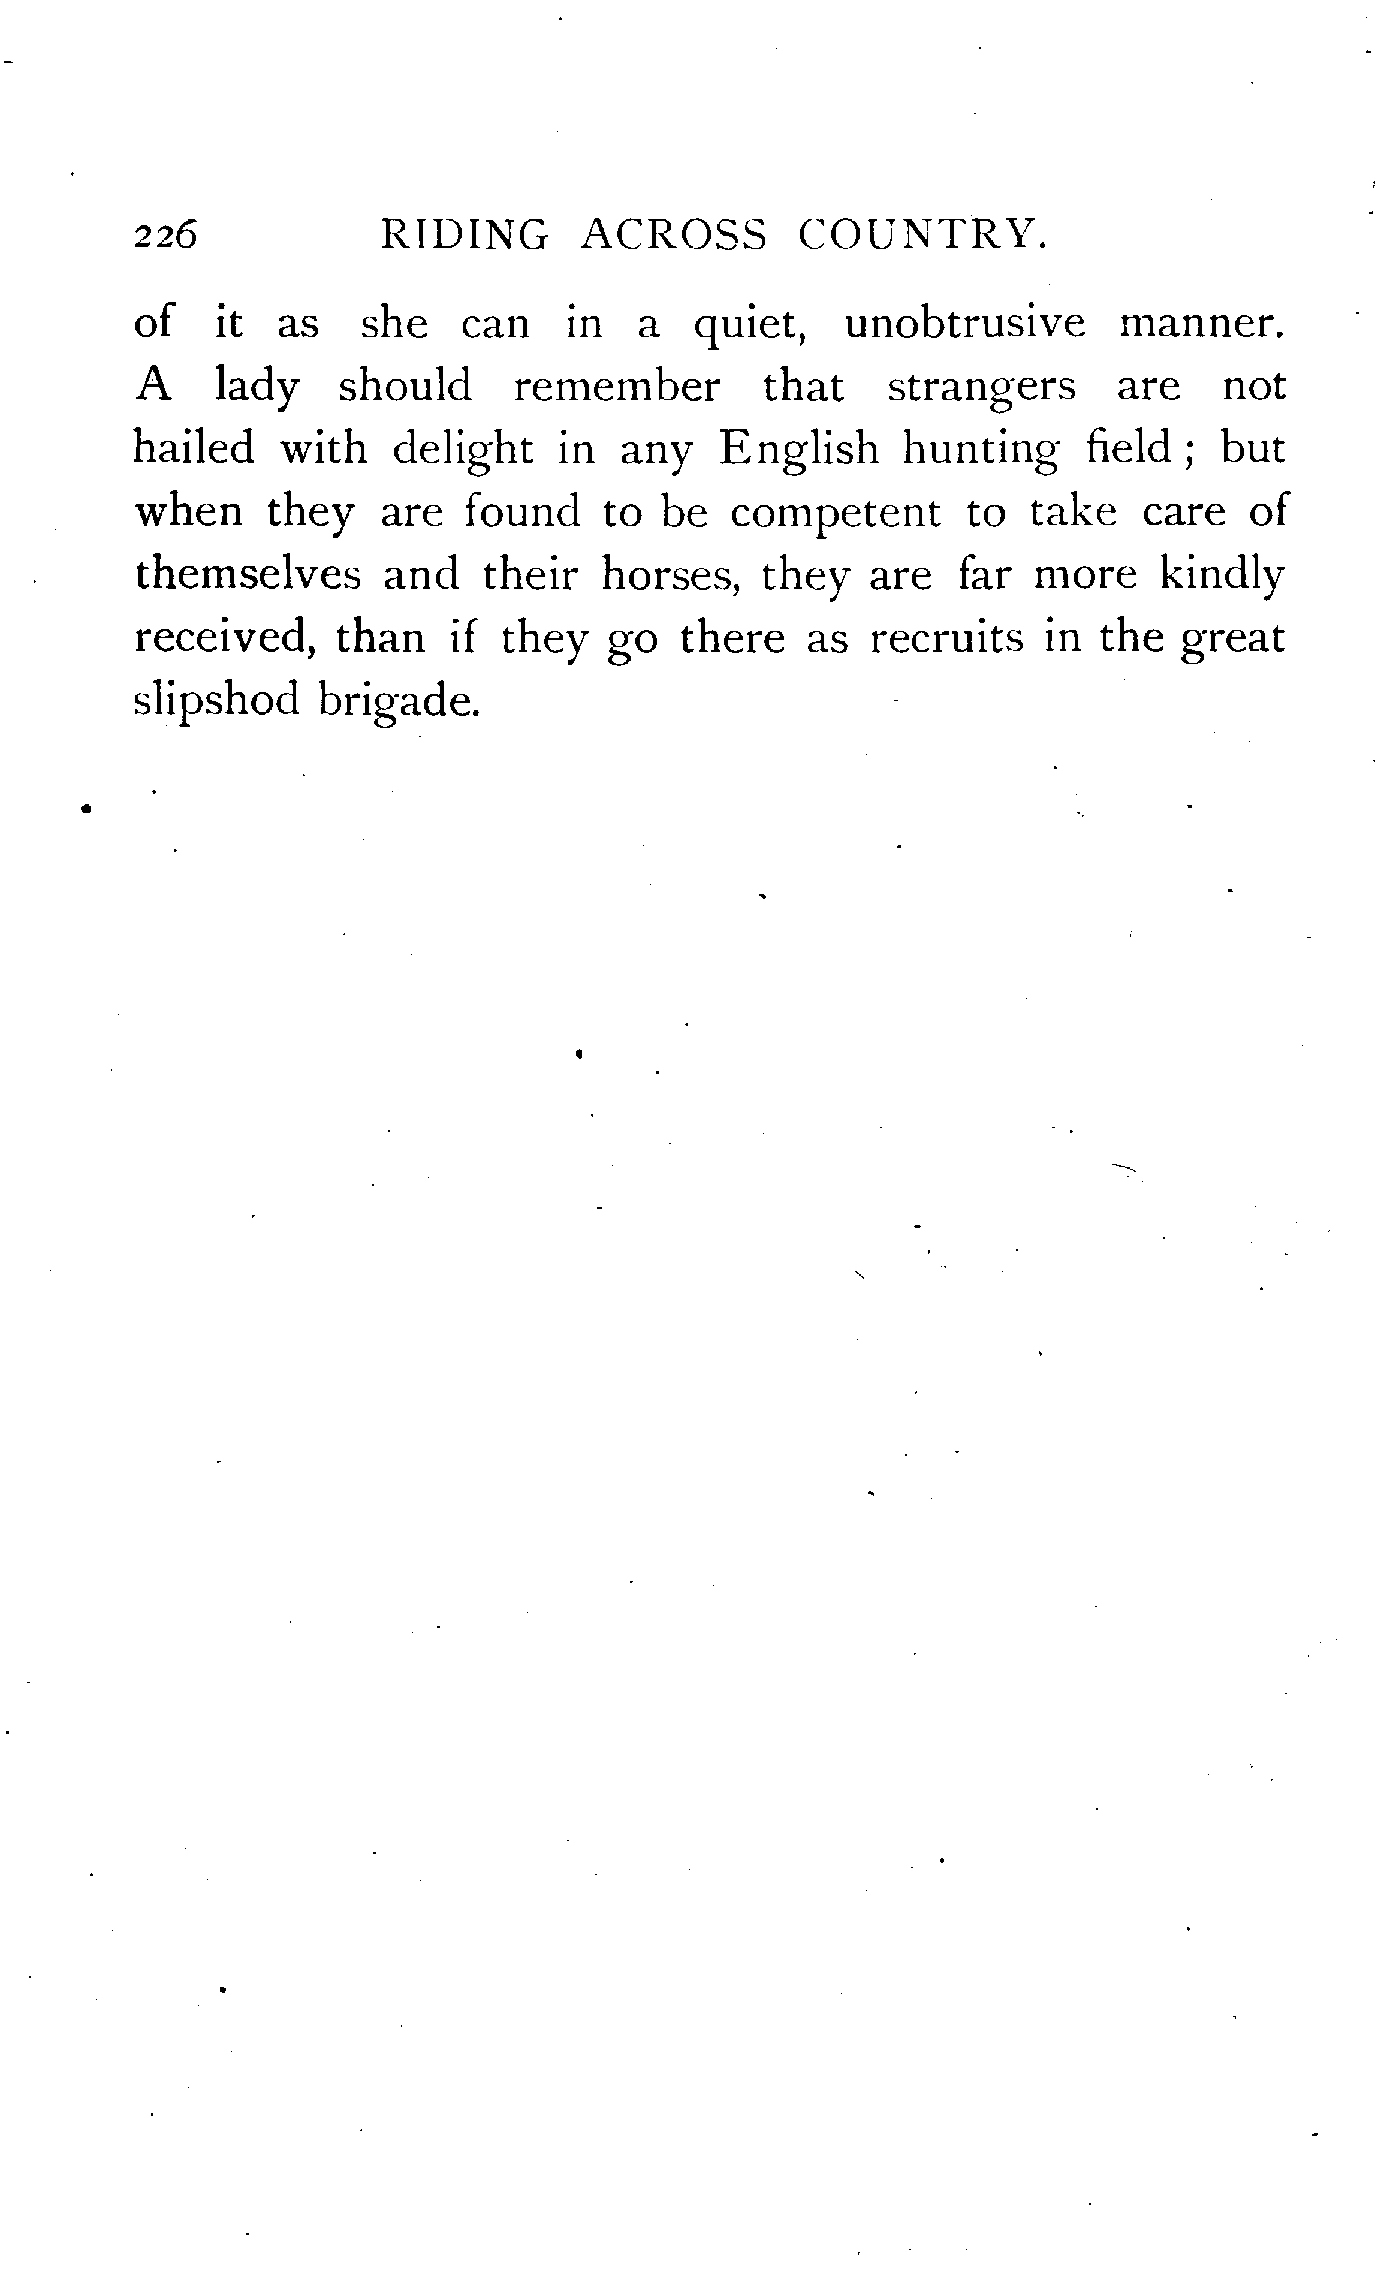 226 RIDING ACROSS COUNTRY.
of it as she can in a quiet, unobtrusive manner.
A lady should remember that strangers are not
hailed with delight in any English hunting field ; but
when they are found to be competent to take care of
themselves and their horses, they are far more kindly
received, than if they go there as recruits in the great
slipshod brigade.